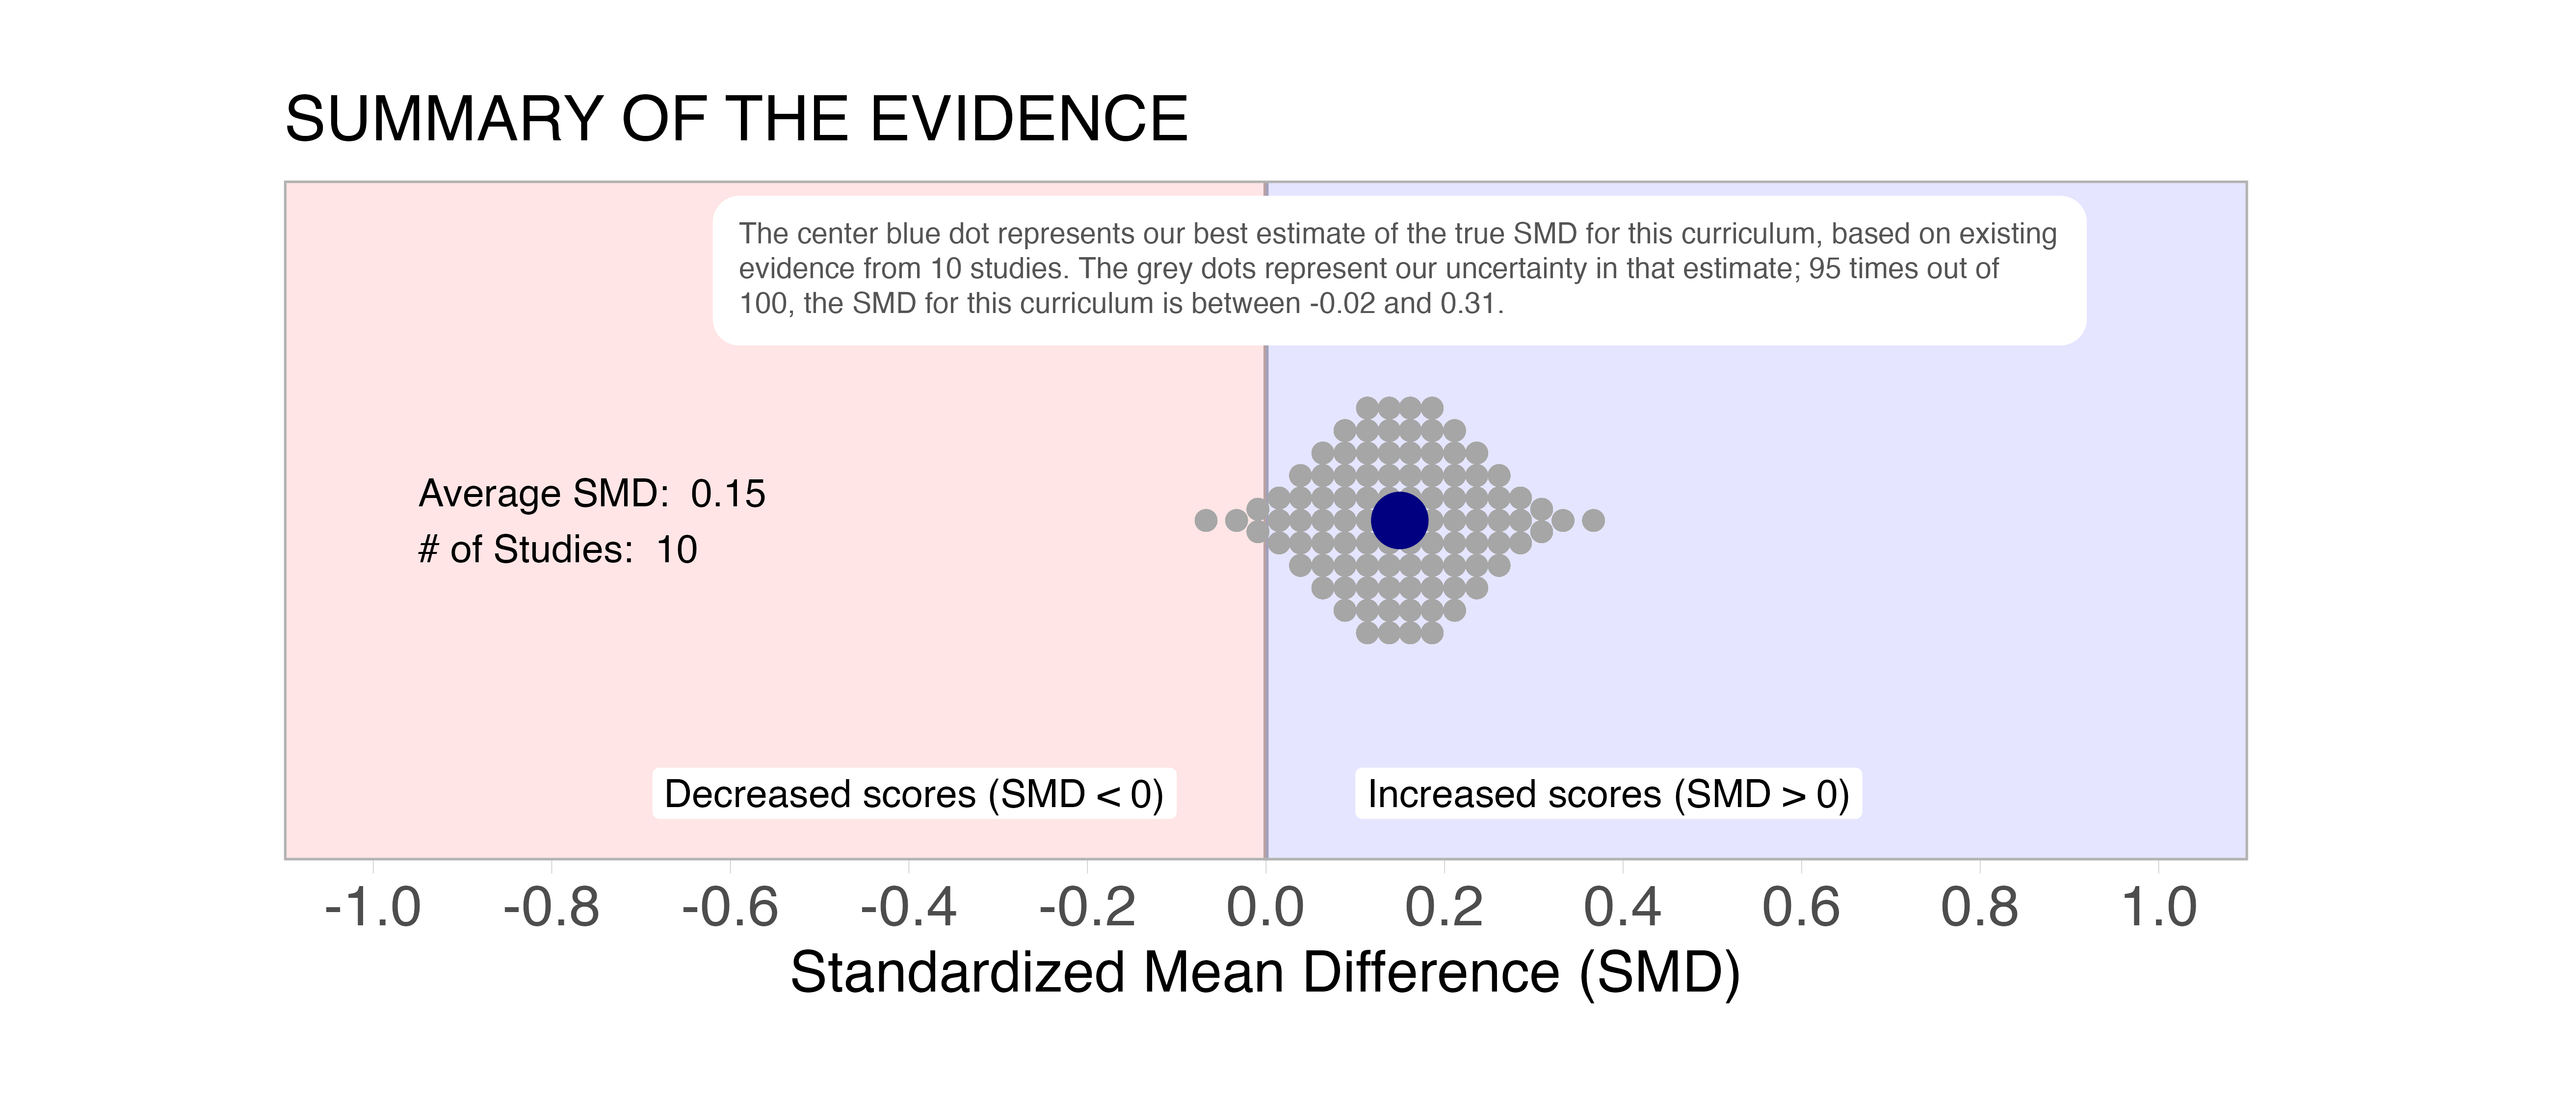 SUMMARY OF THE EVIDENCE
The center blue dot represents our best estimate of the true SMD for this curriculum, based on existing
evidence from 10 studies. The grey dots represent our uncertainty in that estimate; 95 times out of
100, the SMD for this curriculum is between -0.02 and 0.31.
Average SMD:  0.15
# of Studies:  10
Decreased scores (SMD < 0)
Increased scores (SMD > 0)
-1.0 -0.8 -0.6 -0.4 -0.2 0.0 0.2 0.4 0.6 0.8 1.0
Standardized Mean Difference (SMD)